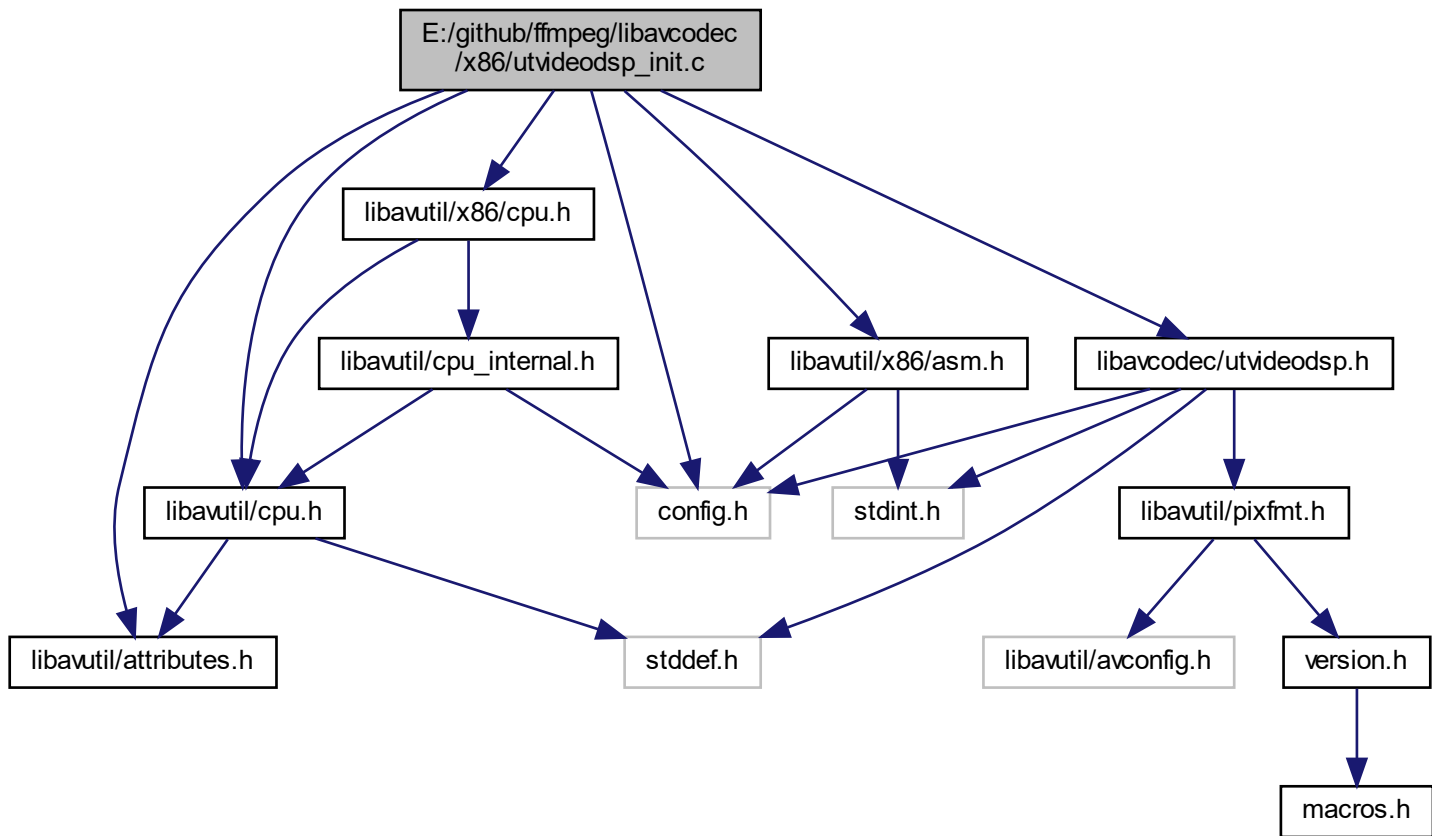 E:/github/ffmpeg/libavcodec
/x86/utvideodsp_init.c
libavutil/x86/cpu.h
libavutil/cpu_internal.h
libavutil/x86/asm.h
libavcodec/utvideodsp.h
libavutil/cpu.h
config.h
stdint.h
libavutil/pixfmt.h
libavutil/attributes.h
stddef.h
libavutil/avconfig.h
version.h
macros.h